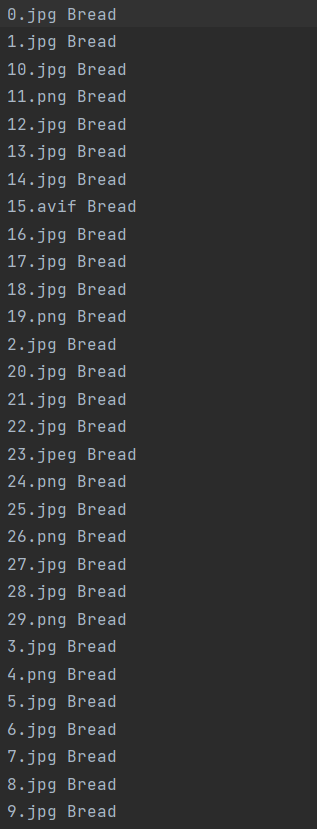 0.jpg Bread
1.jpg Bread
10.jpg Bread
11.png Bread
12.jpg Bread
13.jpg Bread
14.jpg Bread
15.avif Bread
16.jpg Bread
17.jpg Bread
18.jpg Bread
19.png Bread
2.jpg Bread
20.jpg Bread
21.jpg Bread
22.jpg Bread
23.jpeg Bread
24.png Bread
25.jpg Bread
26.png Bread
27.jpg Bread
28.jpg Bread
29.png Bread
3.jpg Bread
4.png Bread
5.jpg Bread
6.jpg Bread
7.jpg Bread
8.jpg Bread
9.jpg Bread